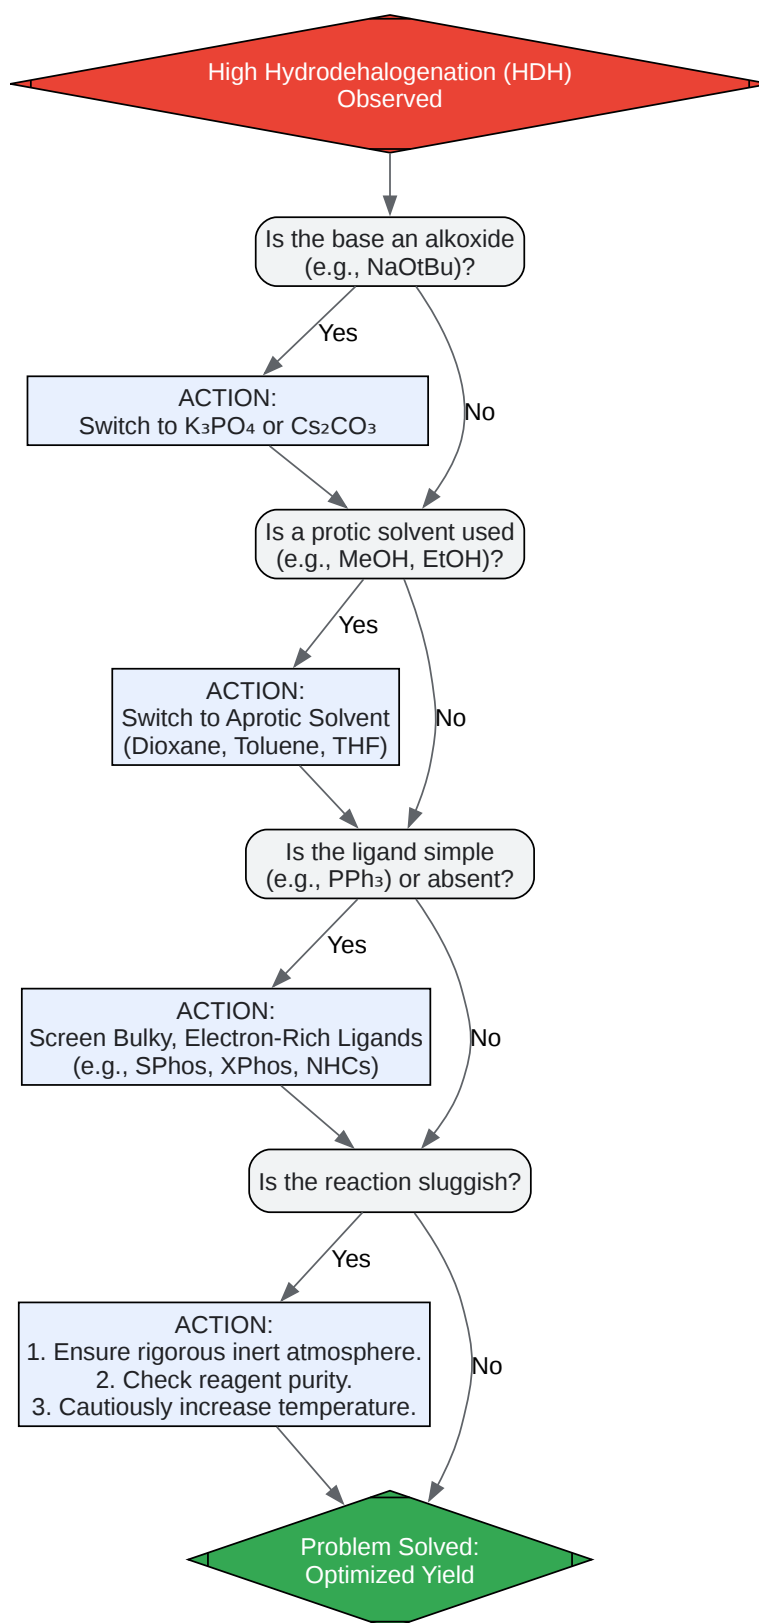 High Hydrodehalogenation (HDH)
Observed
Is the base an alkoxide
(e.g., NaOtBu)?
Yes
No
ACTION:
Switch to K₃PO₄ or Cs₂CO₃
Is a protic solvent used
(e.g., MeOH, EtOH)?
Yes
No
ACTION:
Switch to Aprotic Solvent
(Dioxane, Toluene, THF)
Is the ligand simple
(e.g., PPh₃) or absent?
Yes
No
ACTION:
Screen Bulky, Electron-Rich Ligands
(e.g., SPhos, XPhos, NHCs)
Is the reaction sluggish?
Yes
No
ACTION:
1. Ensure rigorous inert atmosphere.
2. Check reagent purity.
3. Cautiously increase temperature.
Problem Solved:
Optimized Yield